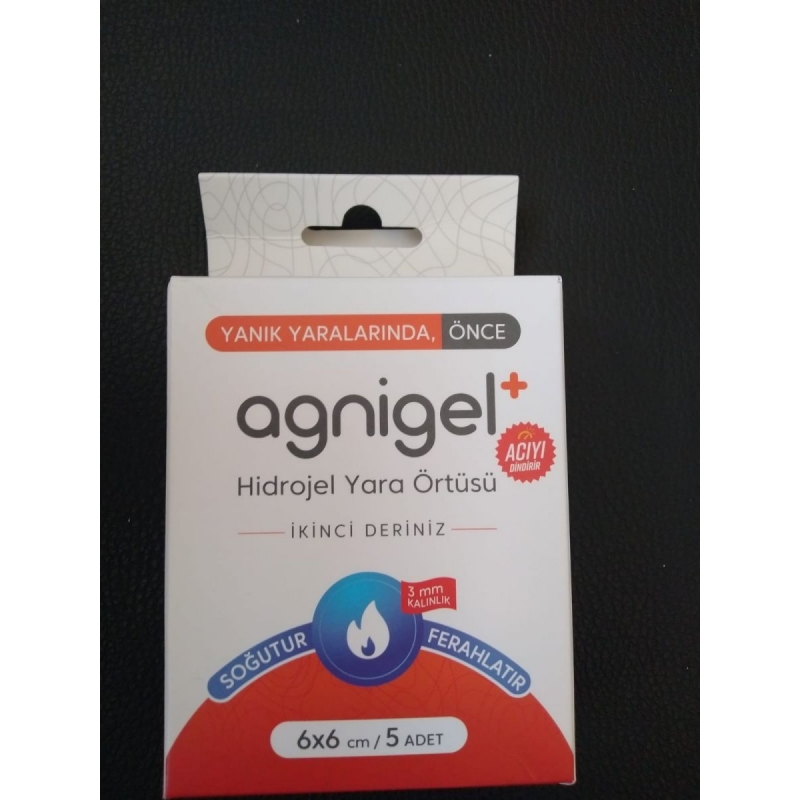 YANIK YARALARINDA, ÖNCE
agnigel+
ACIYI
DİNDİRİR
Hidrojel Yara Örtüsü
İKİNCİ DERİNİZ
3 mm
KALINLIK
SOĞUTUR FERAHLATIR
6x6 cm / 5 ADET